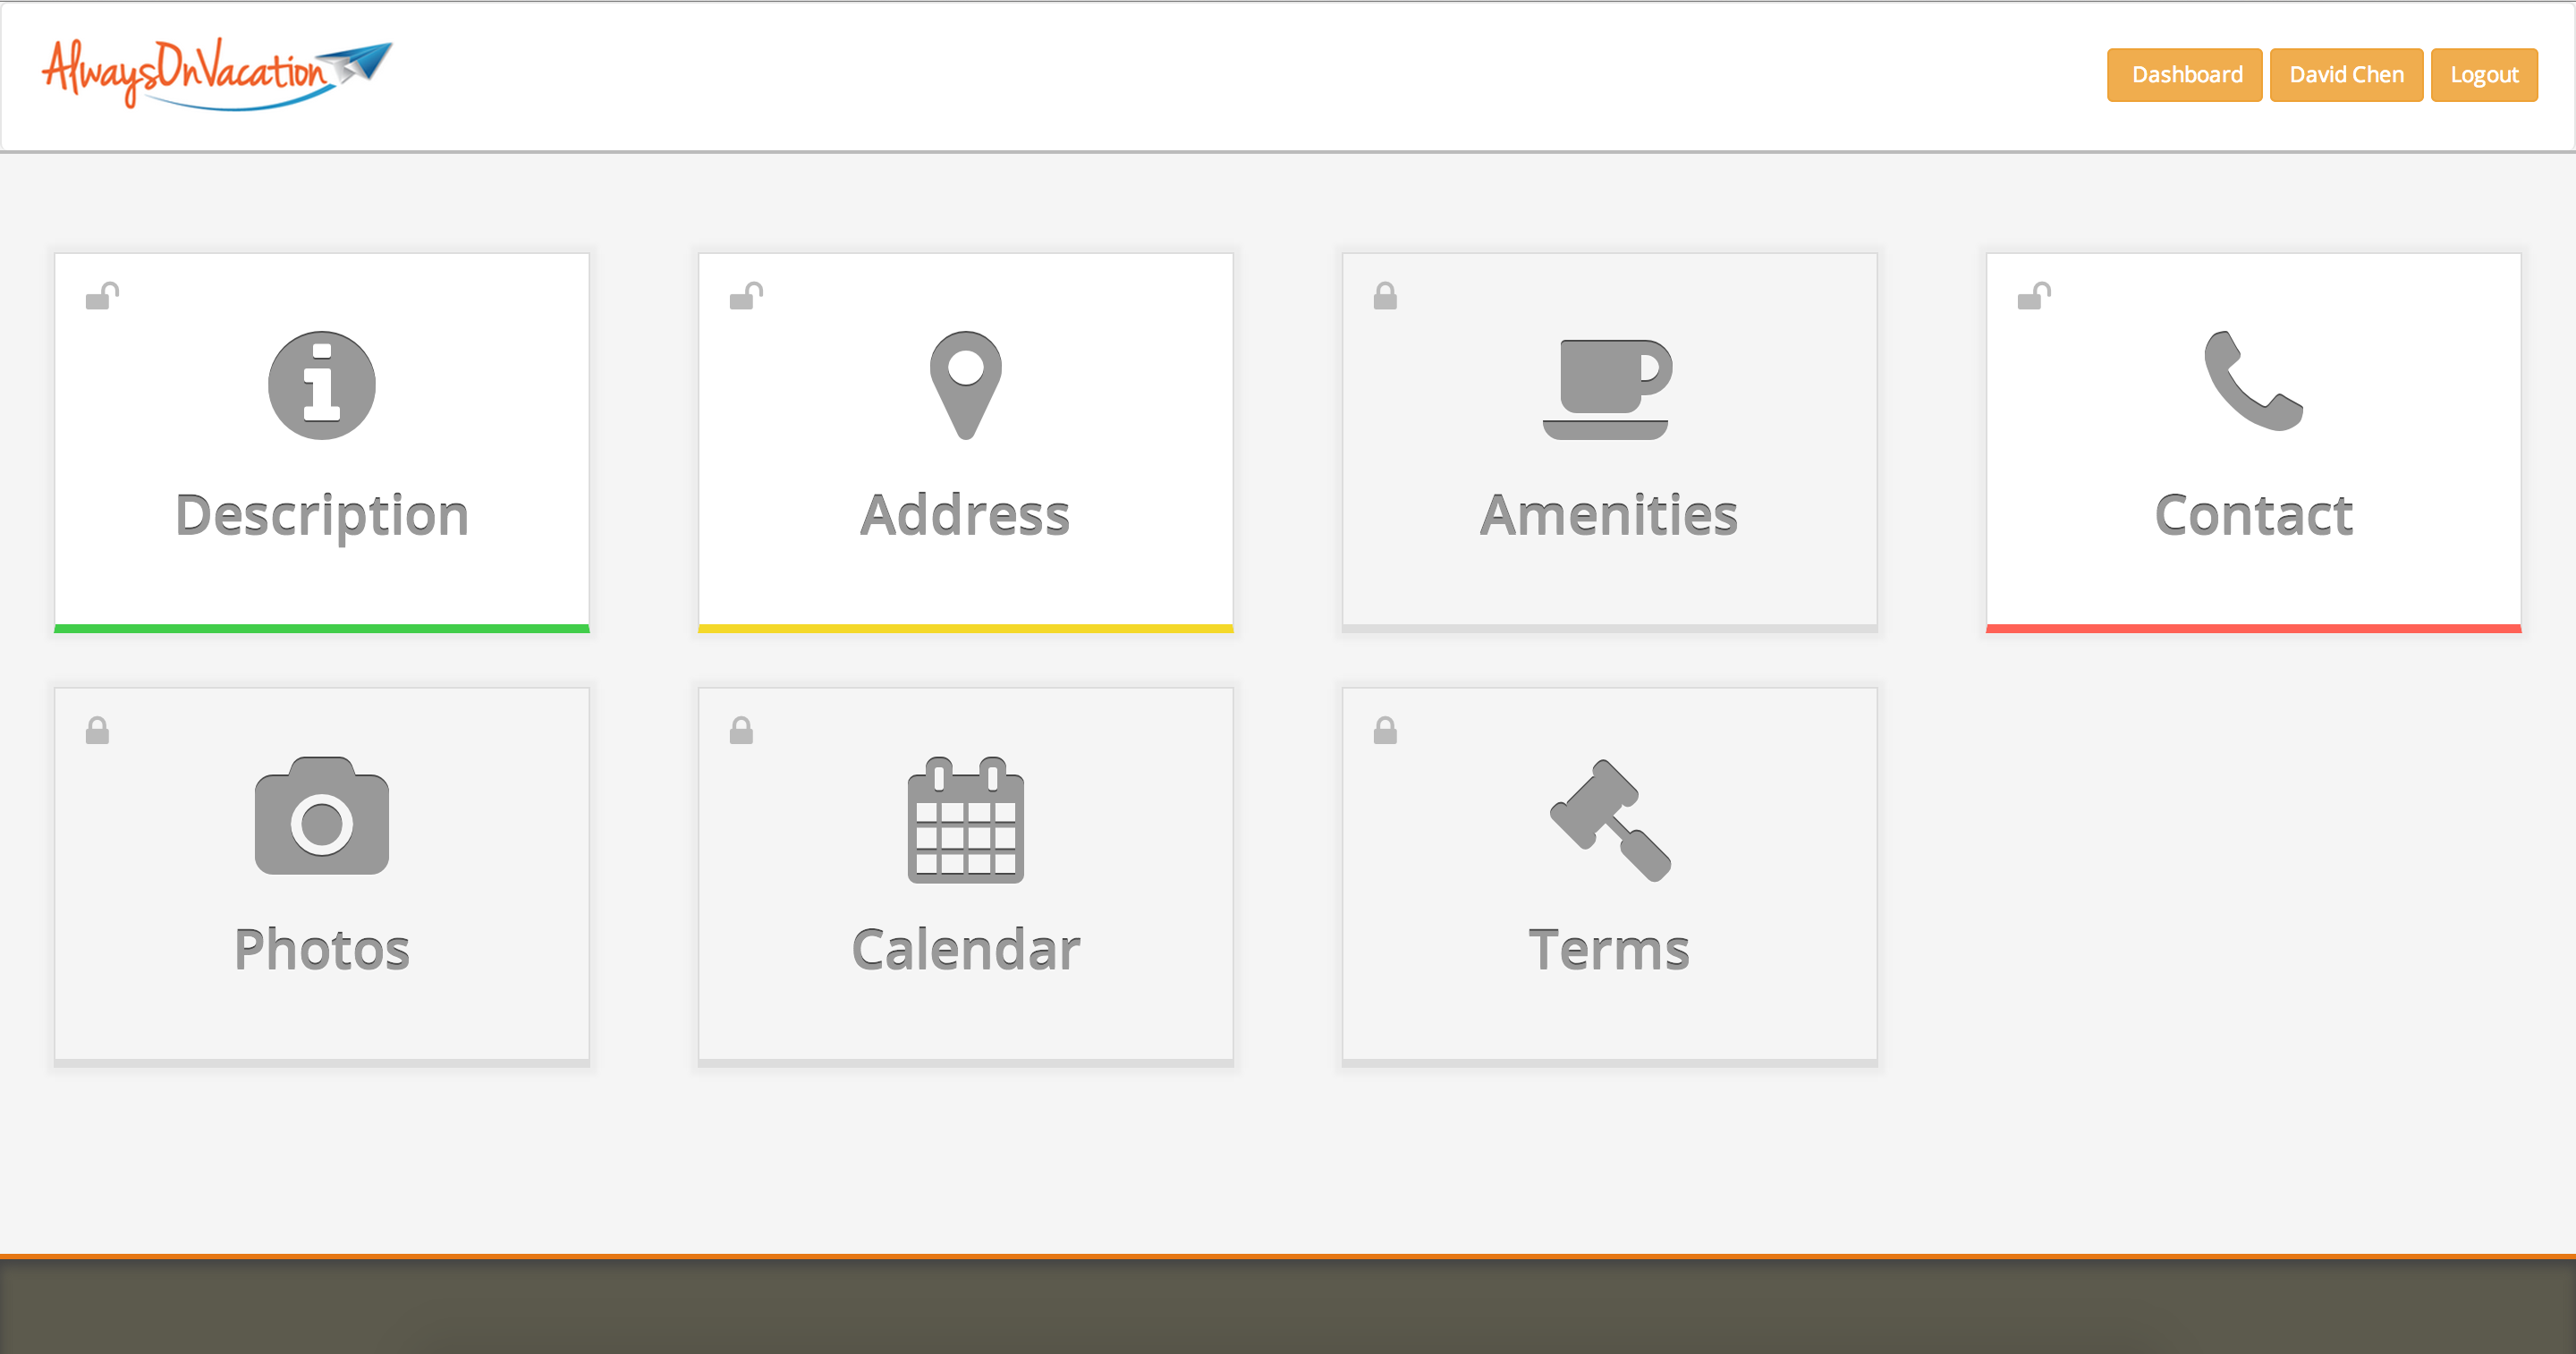 AlwaysOnVacation
Dashboard
David Chen
Logout
Description
Address
Amenities
Contact
Photos
Calendar
Terms